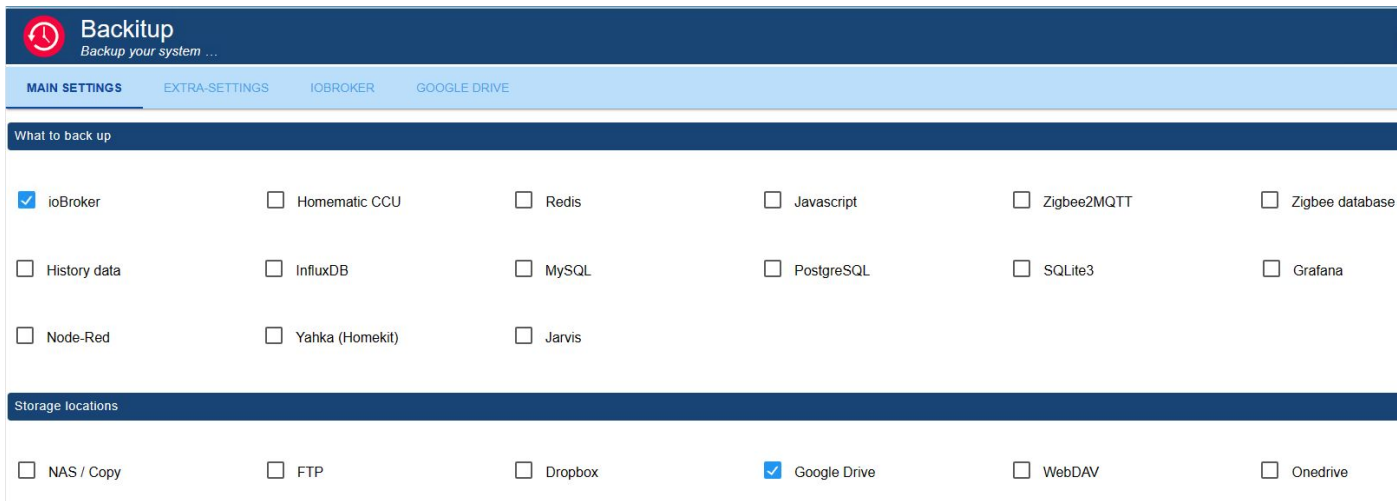 Backitup
Backup your system ...
MAIN SETTINGS EXTRA-SETTINGS IOBROKER GOOGLE DRIVE
What to back up
ioBroker Homematic CCU Redis Javascript Zigbee2MQTT Zigbee database
History data InfluxDB MySQL PostgreSQL SQLite3 Grafana
Node-Red Yahka (Homekit) Jarvis
Storage locations
NAS / Copy FTP Dropbox Google Drive WebDAV Onedrive